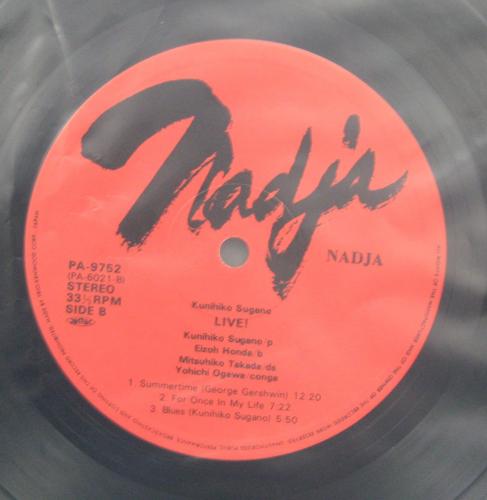 Nadja
NADJA
PA-9752
(PA-6021-B)
STEREO
33⅓RPM
SIDE B
Kunihiko Sugano
LIVE!
Kunihiko Sugano/p
Eizoh Honda/b
Mitsuhiko Takada/ds
Yohichi Ogawa/conga
1. Summertime (George Gershwin) 12:20
2. For Once In My Life 7:22
3. Blues (Kunihiko Sugano) 5:50